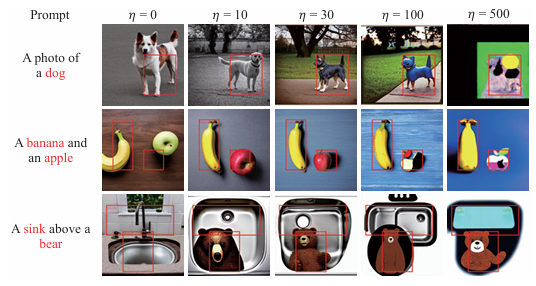 Prompt η = 0 η = 10 η = 30 η = 100 η = 500
A photo of
a dog
A banana and
an apple
A sink above a
bear